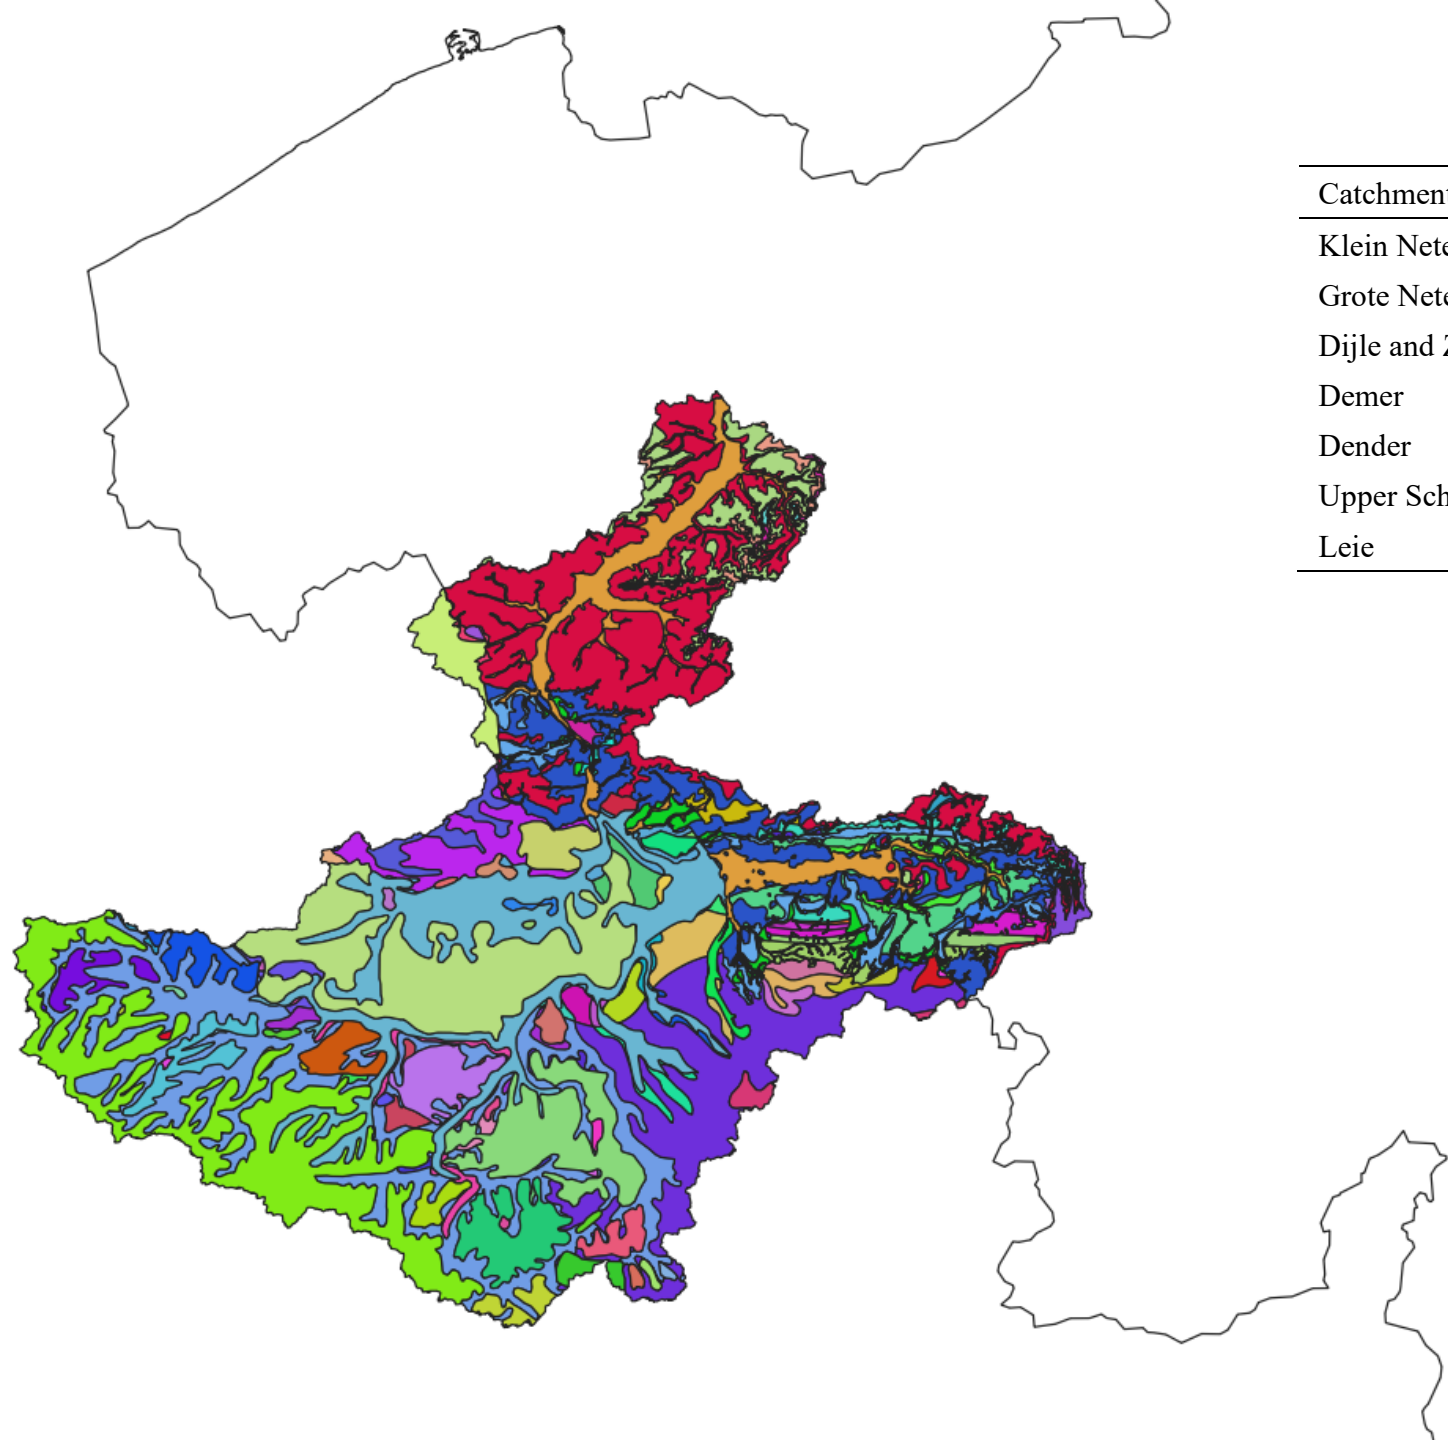 Catchment
Klein Nete
Grote Nete
Dijle and
Demer
Dender
Upper Sch
Leie